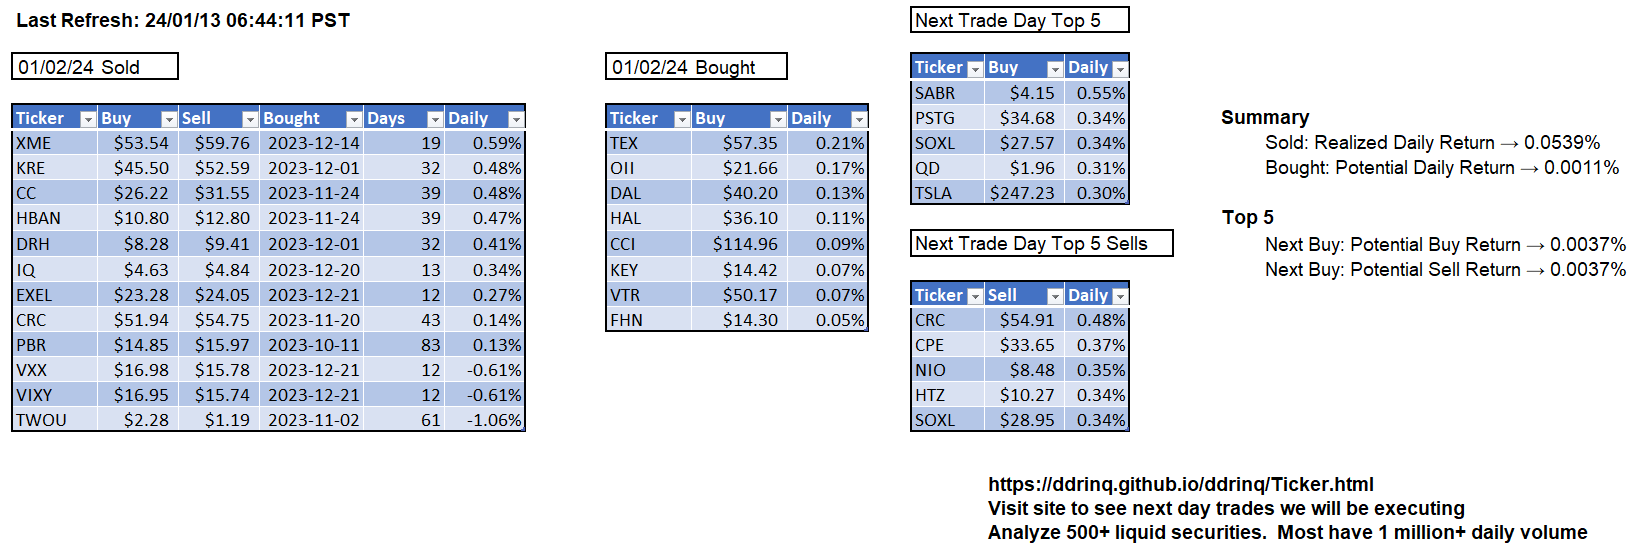 Last Refresh: 24/01/13 06:44:11 PST
01/02/24 Sold
Ticker Buy Sell Bought Days Daily
XME $53.54 $59.76 2023-12-14 19 0.59%
KRE $45.50 $52.59 2023-12-01 32 0.48%
CC $26.22 $31.55 2023-11-24 39 0.48%
HBAN $10.80 $12.80 2023-11-24 39 0.47%
DRH $8.28 $9.41 2023-12-01 32 0.41%
IQ $4.63 $4.84 2023-12-20 13 0.34%
EXEL $23.28 $24.05 2023-12-21 12 0.27%
CRC $51.94 $54.75 2023-11-20 43 0.14%
PBR $14.85 $15.97 2023-10-11 83 0.13%
VXX $16.98 $15.78 2023-12-21 12 -0.61%
VIXY $16.95 $15.74 2023-12-21 12 -0.61%
TWOU $2.28 $1.19 2023-11-02 61 -1.06%
01/02/24 Bought
Ticker Buy Daily
TEX $57.35 0.21%
OII $21.66 0.17%
DAL $40.20 0.13%
HAL $36.10 0.11%
CCI $114.96 0.09%
KEY $14.42 0.07%
VTR $50.17 0.07%
FHN $14.30 0.05%
Next Trade Day Top 5
Ticker Buy Daily
SABR $4.15 0.55%
PSTG $34.68 0.34%
SOXL $27.57 0.34%
QD $1.96 0.31%
TSLA $247.23 0.30%
Next Trade Day Top 5 Sells
Ticker Sell Daily
CRC $54.91 0.48%
CPE $33.65 0.37%
NIO $8.48 0.35%
HTZ $10.27 0.34%
SOXL $28.95 0.34%
Summary
Sold: Realized Daily Return → 0.0539%
Bought: Potential Daily Return → 0.0011%
Top 5
Next Buy: Potential Buy Return → 0.0037%
Next Buy: Potential Sell Return → 0.0037%
https://ddrinq.github.io/ddrinq/Ticker.html
Visit site to see next day trades we will be executing
Analyze 500+ liquid securities.  Most have 1 million+ daily volume